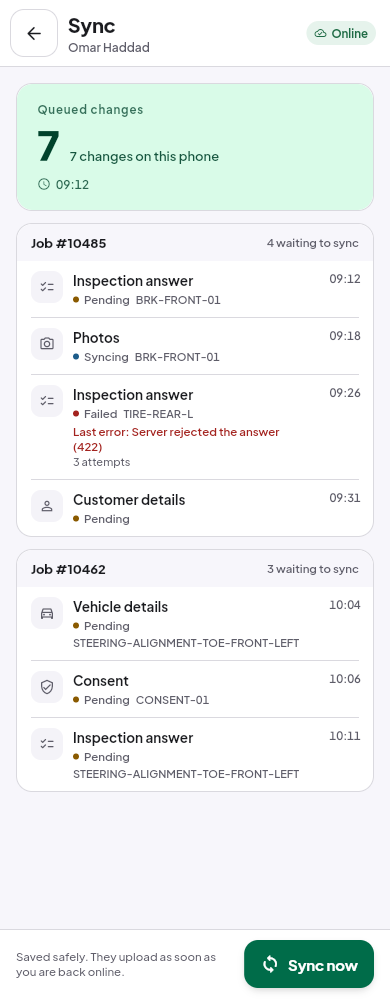 Sync
Omar Haddad
Online
Queued changes
7 7 changes on this phone
09:12
Job #10485 4 waiting to sync
Inspection answer 09:12
Pending BRK-FRONT-01
Photos 09:18
Syncing BRK-FRONT-01
Inspection answer 09:26
Failed TIRE-REAR-L
Last error: Server rejected the answer
(422)
3 attempts
Customer details 09:31
Pending
Job #10462 3 waiting to sync
Vehicle details 10:04
Pending
STEERING-ALIGNMENT-TOE-FRONT-LEFT
Consent 10:06
Pending CONSENT-01
Inspection answer 10:11
Pending
STEERING-ALIGNMENT-TOE-FRONT-LEFT
Saved safely. They upload as soon as
you are back online.
Sync now